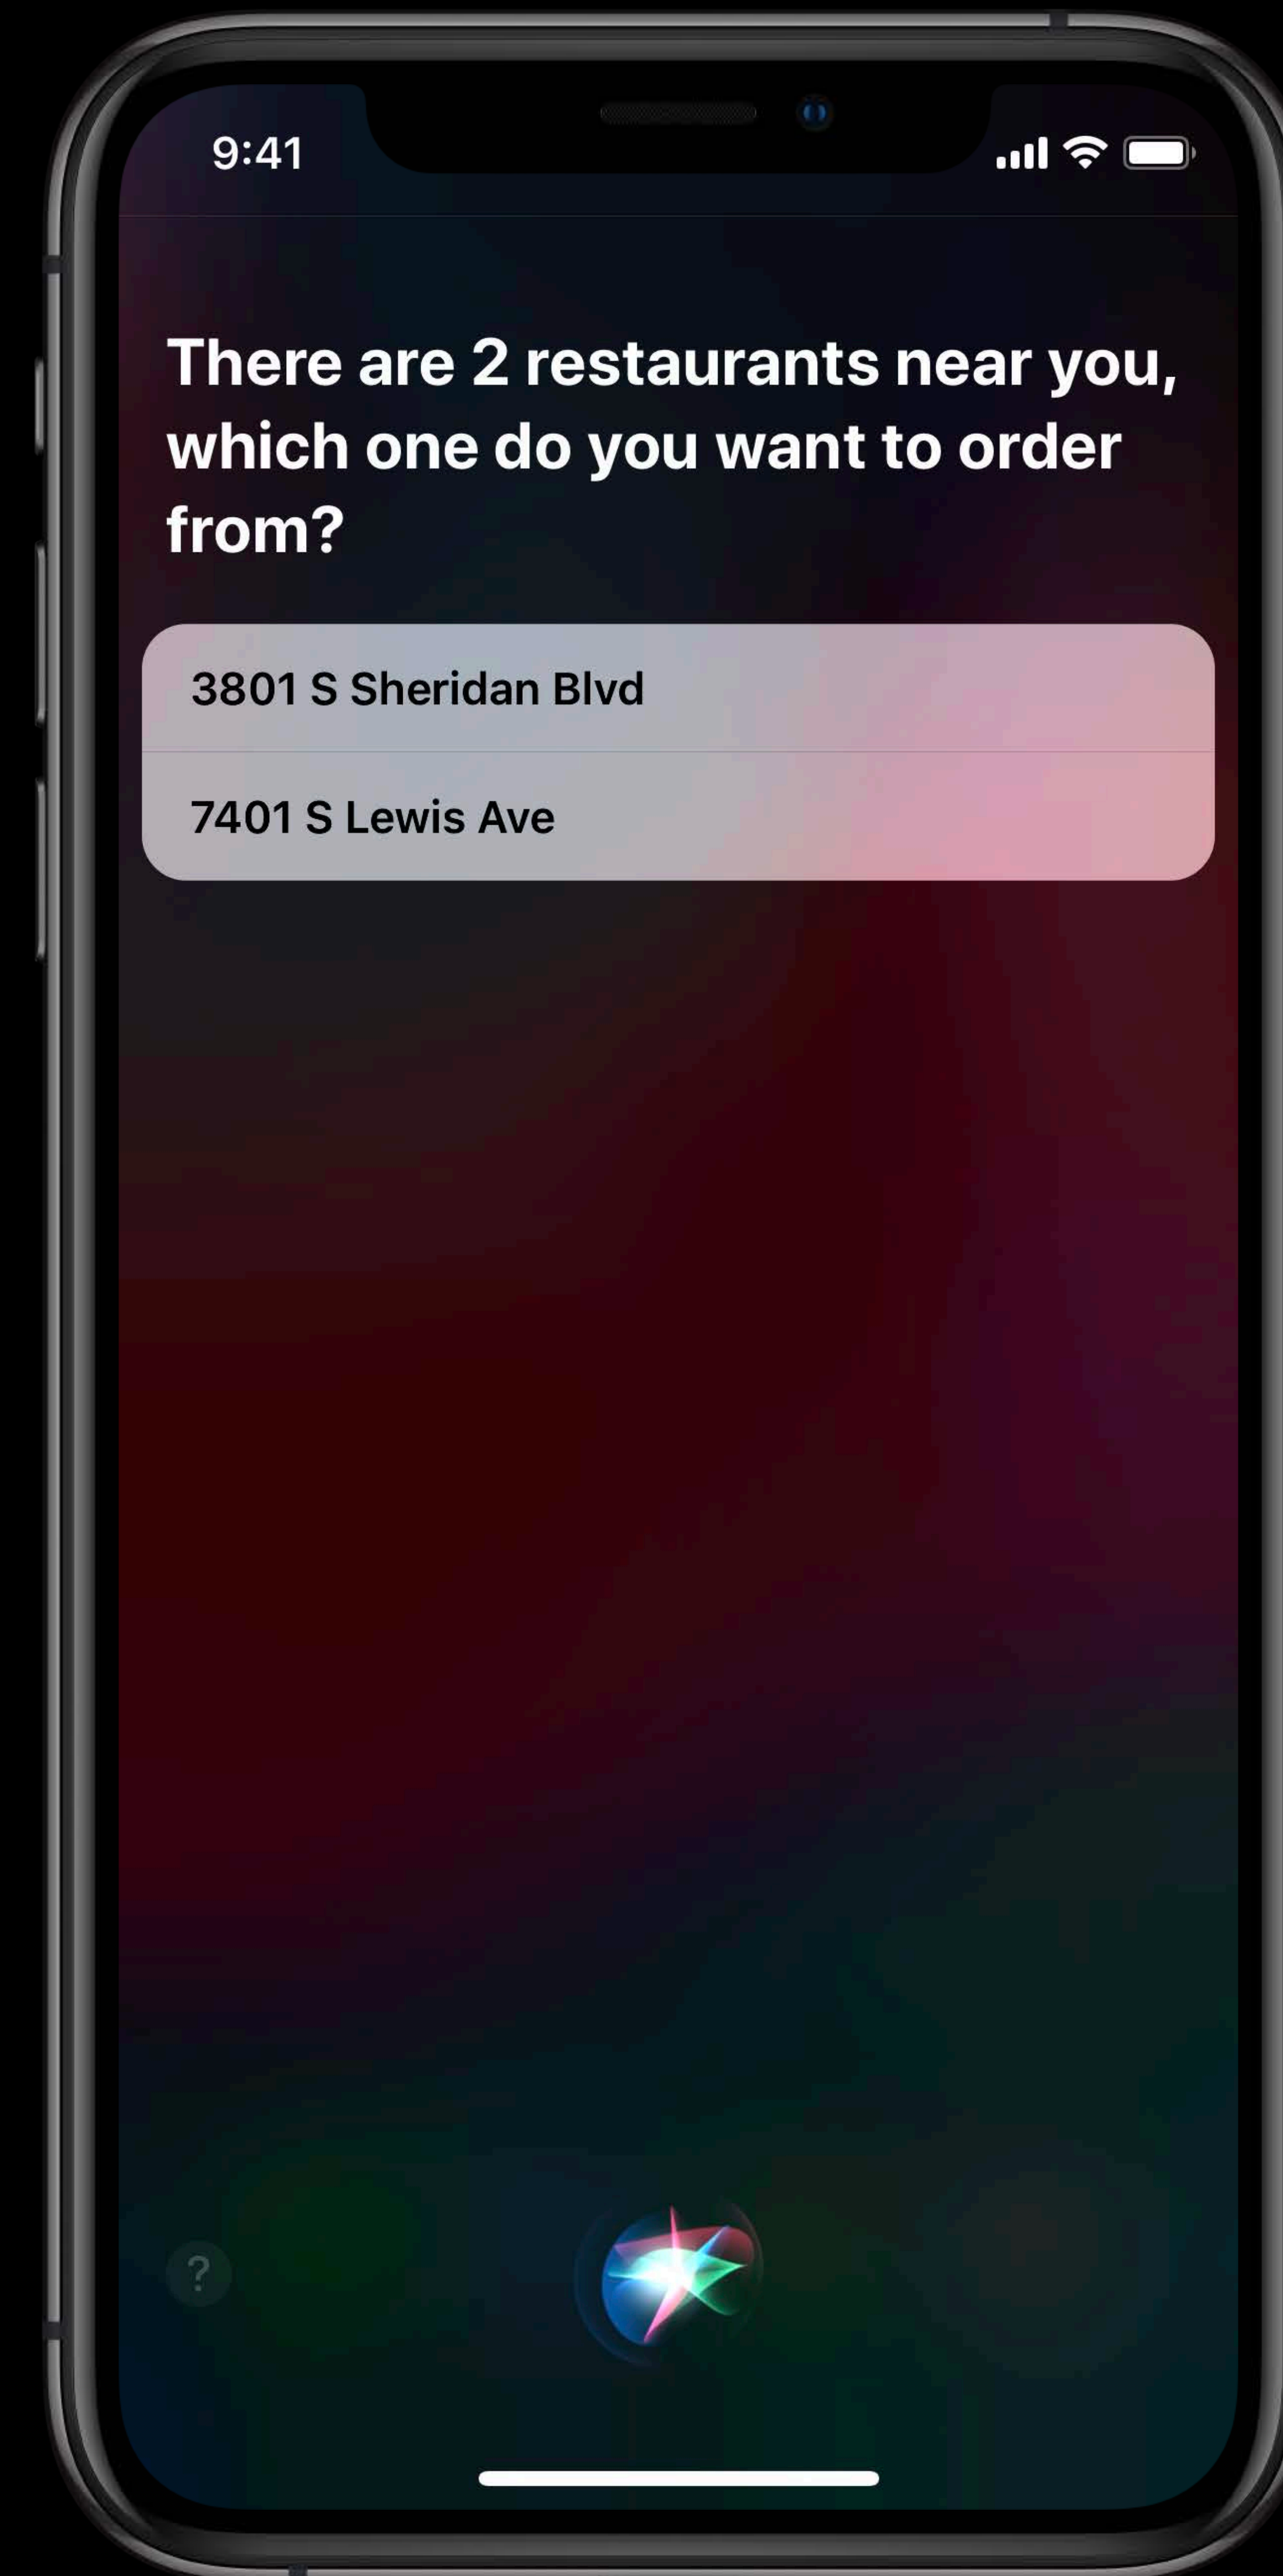 9:41
There are 2 restaurants near you,
which one do you want to order
from?
3801 S Sheridan Blvd
7401 S Lewis Ave
?